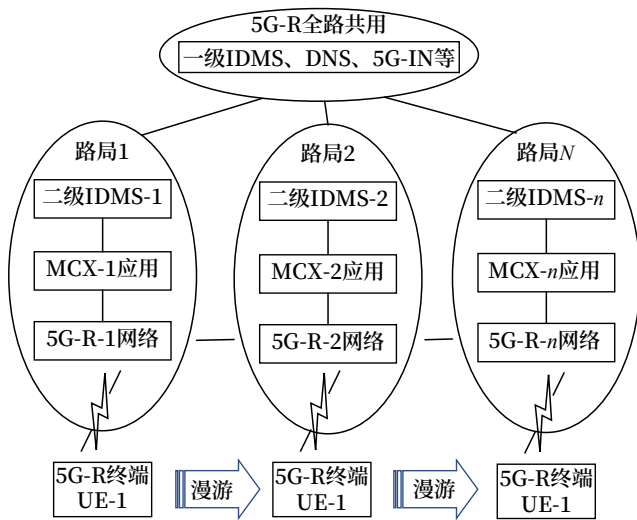 5G-R全路共用
一级IDMS、DNS、5G-IN等
路局1
二级IDMS-1
MCX-1应用
5G-R-1网络
5G-R终端
UE-1
漫游
路局2
二级IDMS-2
MCX-2应用
5G-R-2网络
5G-R终端
UE-1
漫游
路局N
二级IDMS-n
MCX-n应用
5G-R-n网络
5G-R终端
UE-1